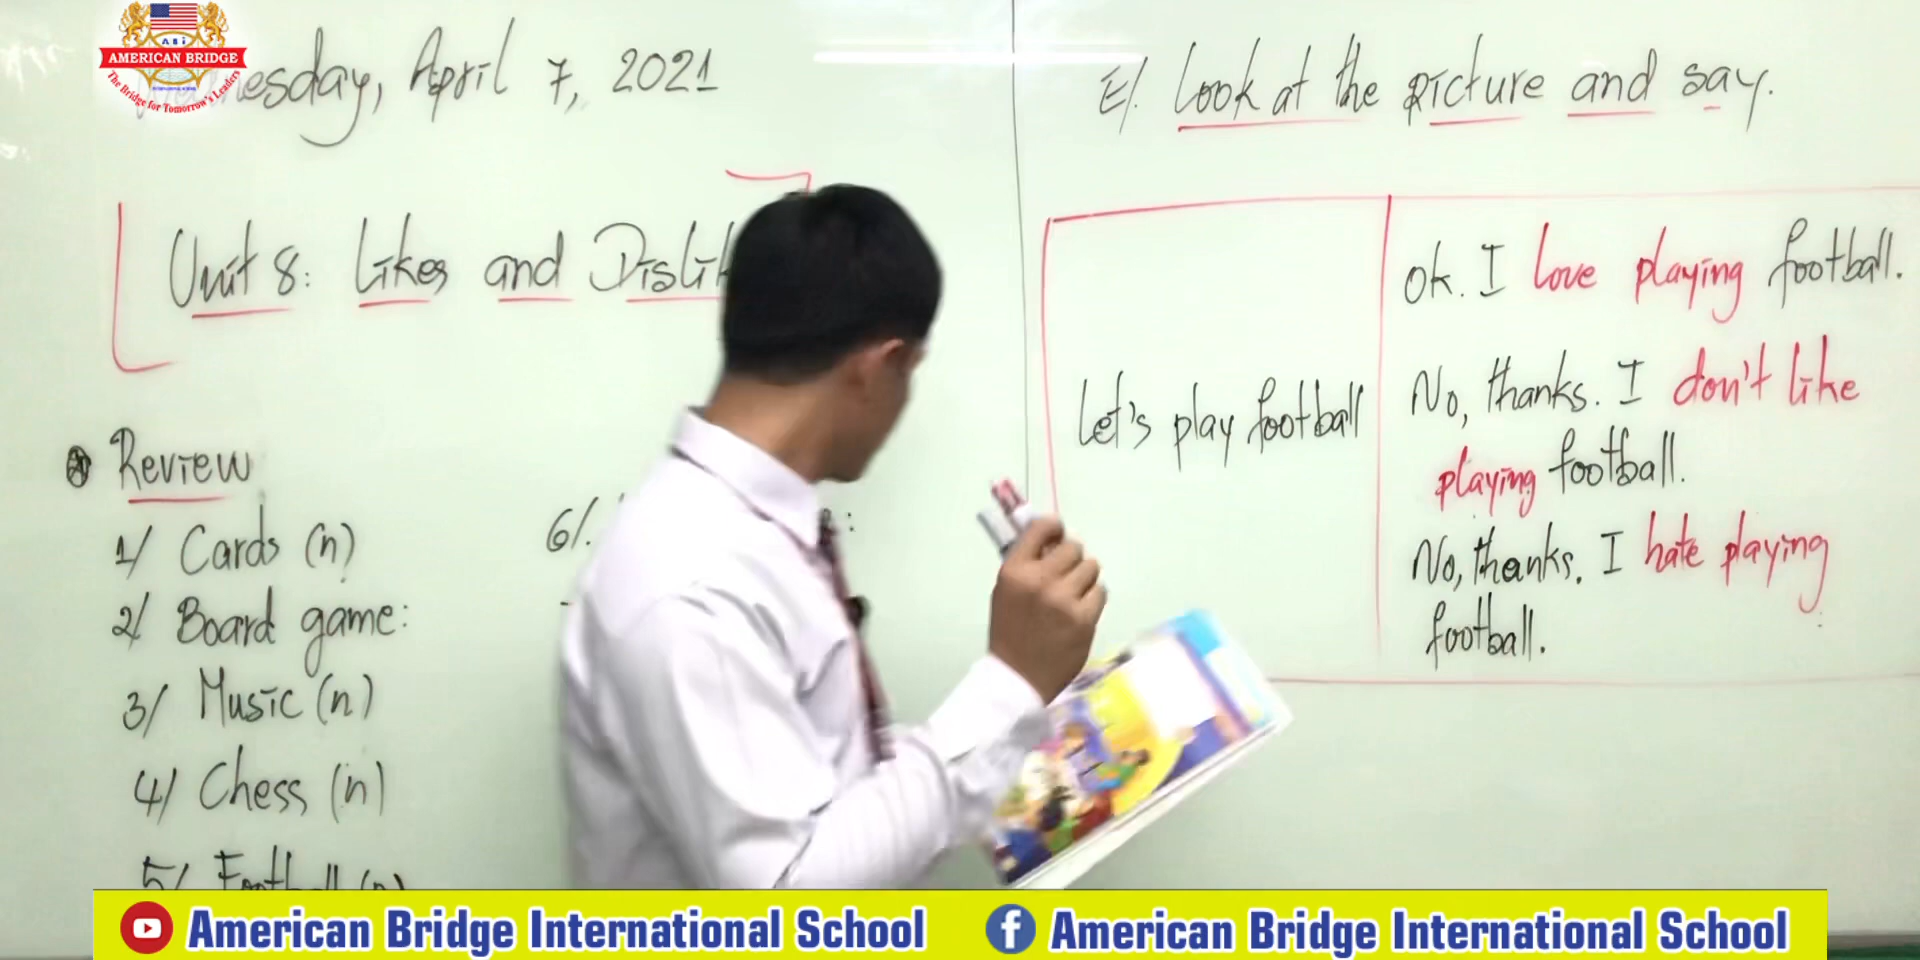 AMERICAN BRIDGE
The Bridge for Tomorrow's Leaders
April 7, 2021
Unit 8: Likes and
Review
1/ Cards (n)
2/ Board game:
3/ Music (n)
4/ Chess (n)
5/ Football (n)
6/.
E/. Look at the picture and say.
Let's play football
Ok. I love playing football.
No, thanks. I don't like
playing football.
No, thanks. I hate playing
football.
American Bridge International School
American Bridge International School